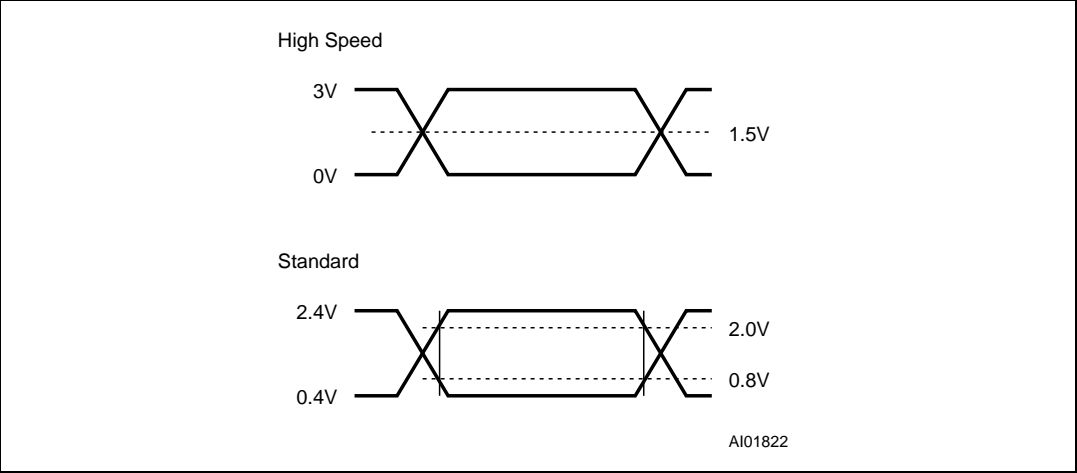 High Speed
3V
1.5V
0V
Standard
2.4V
2.0V
0.8V
0.4V
AI01822